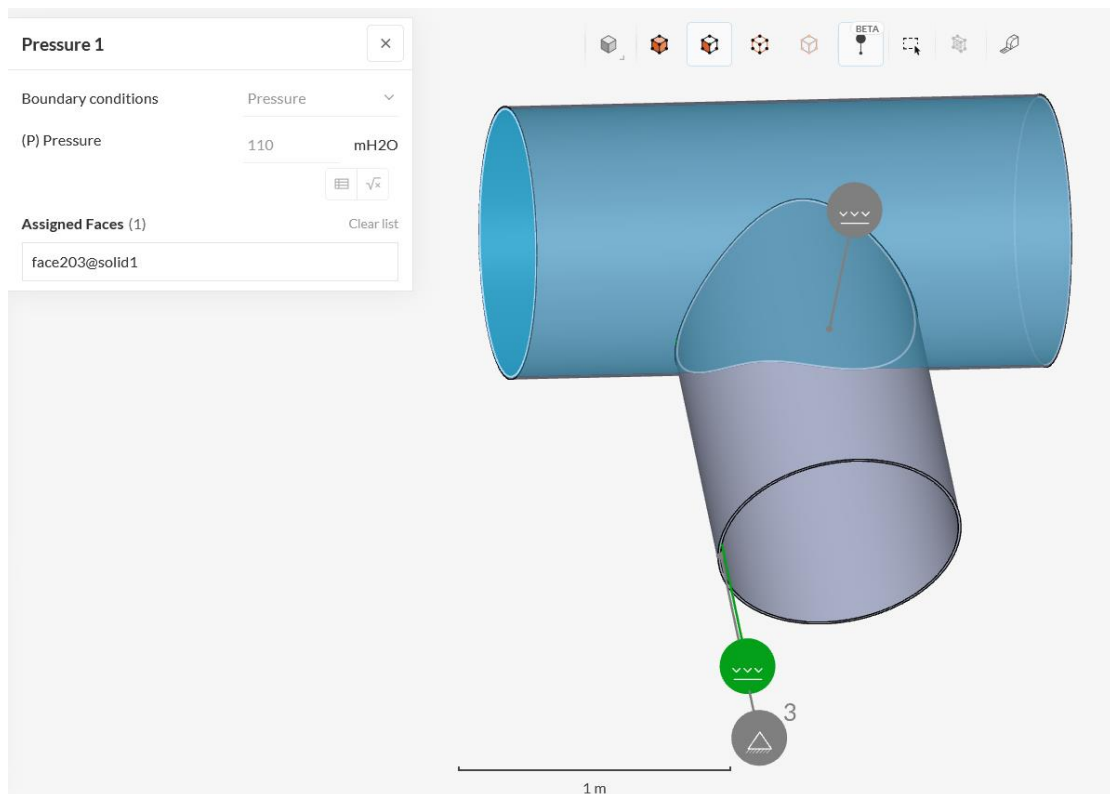 Pressure 1
Boundary conditions Pressure
(P) Pressure 110 mH2O
Assigned Faces (1) Clear list
face203@solid1
BETA
3
1 m